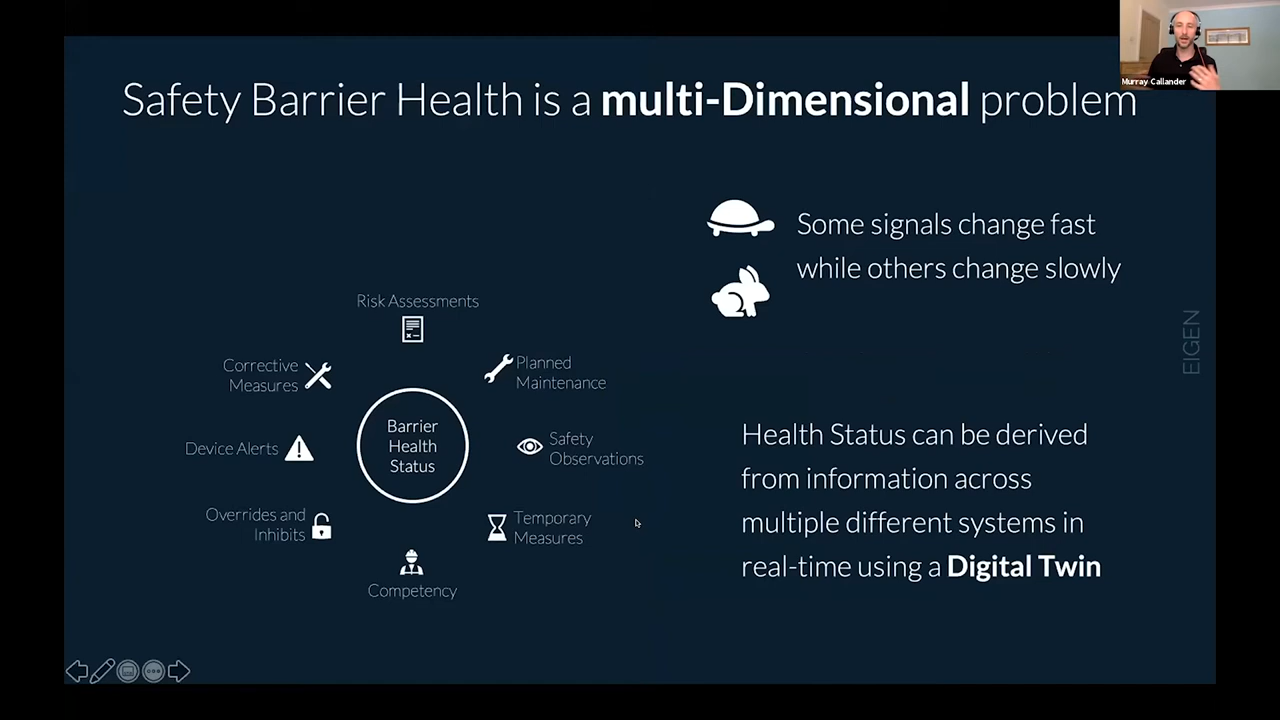 Safety Barrier Health is a multi-Dimensional problem
Murray Callander
Some signals change fast
while others change slowly
Risk Assessments
Corrective
Measures
Planned
Maintenance
Device Alerts
Barrier
Health
Status
Safety
Observations
Overrides and
Inhibits
Temporary
Measures
Competency
EIGEN
Health Status can be derived
from information across
multiple different systems in
real-time using a Digital Twin